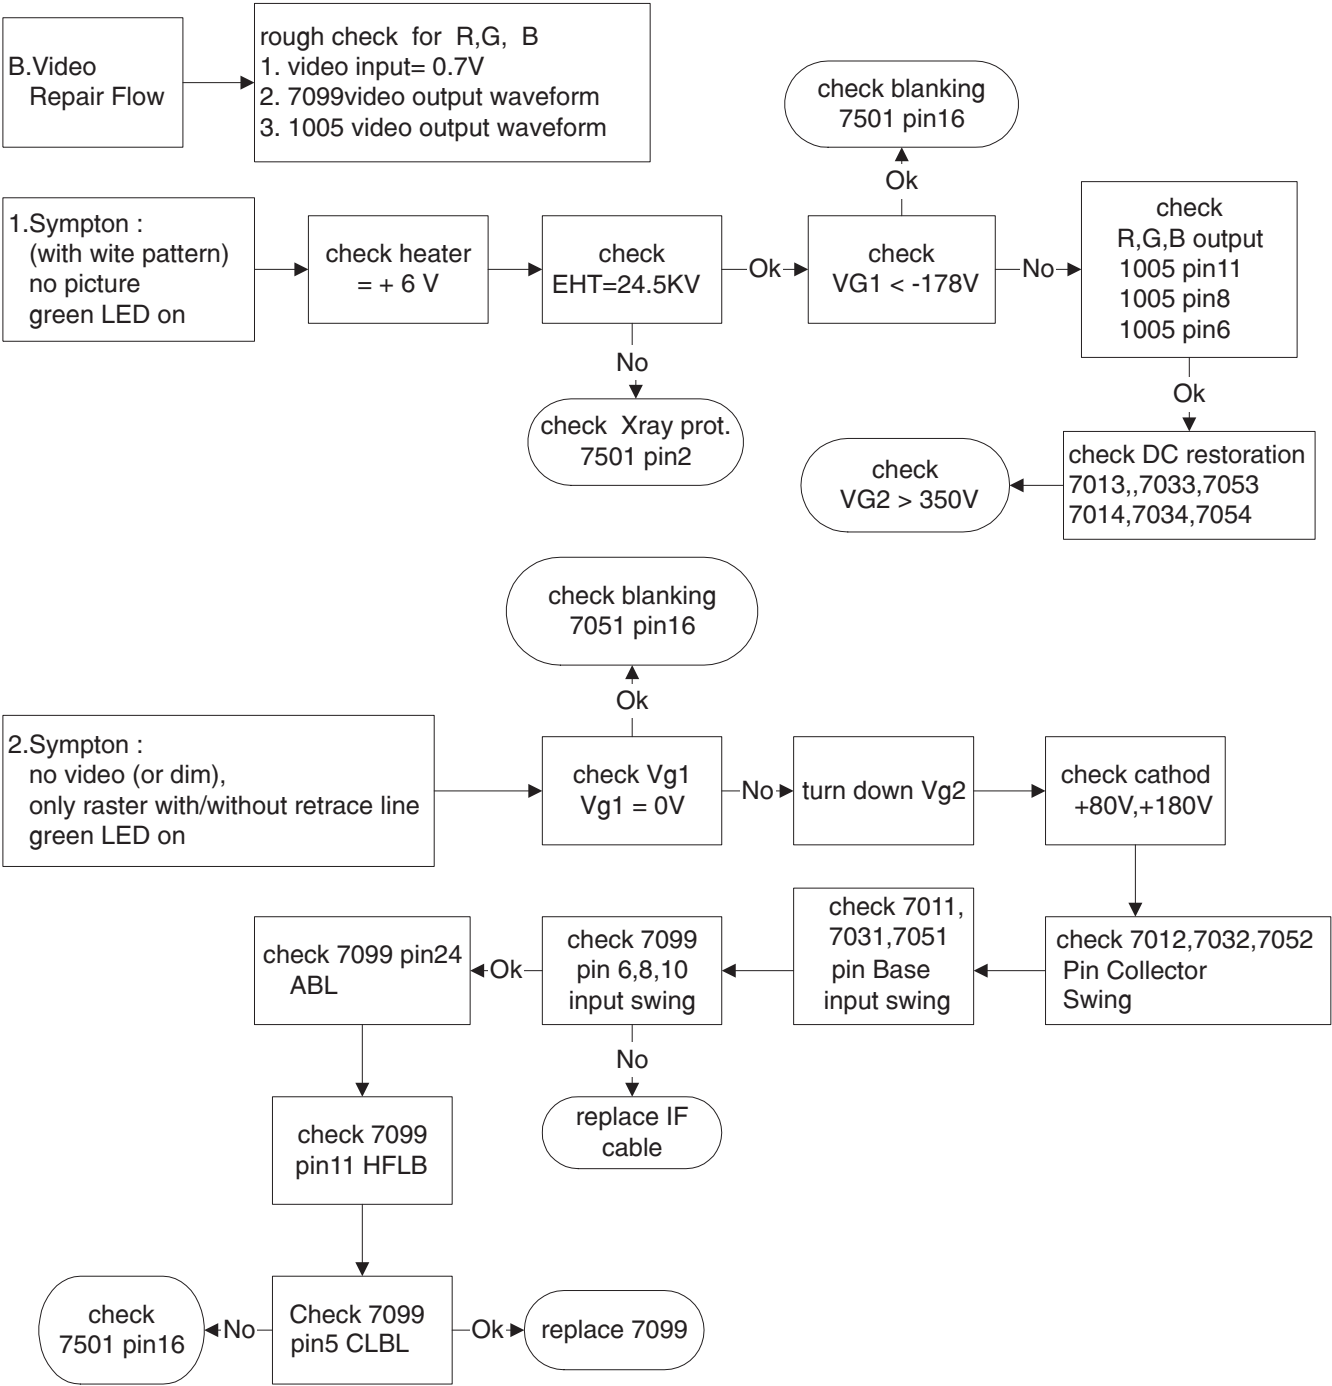 B.Video
Repair Flow
rough check for R,G, B
1. video input= 0.7V
2. 7099video output waveform
3. 1005 video output waveform
check blanking
7501 pin16
Ok
1.Sympton :
(with wite pattern)
no picture
green LED on
check heater
= + 6 V
check
EHT=24.5KV
Ok
check
VG1 < -178V
No
check
R,G,B output
1005 pin11
1005 pin8
1005 pin6
No
check Xray prot.
7501 pin2
Ok
check DC restoration
7013,,7033,7053
7014,7034,7054
check
VG2 > 350V
check blanking
7051 pin16
Ok
2.Sympton :
no video (or dim),
only raster with/without retrace line
green LED on
check Vg1
Vg1 = 0V
No
turn down Vg2
check cathod
+80V,+180V
check 7012,7032,7052
Pin Collector
Swing
check 7011,
7031,7051
pin Base
input swing
check 7099
pin 6,8,10
input swing
Ok
check 7099 pin24
ABL
No
replace IF
cable
check 7099
pin11 HFLB
Check 7099
pin5 CLBL
No
check
7501 pin16
Ok
replace 7099